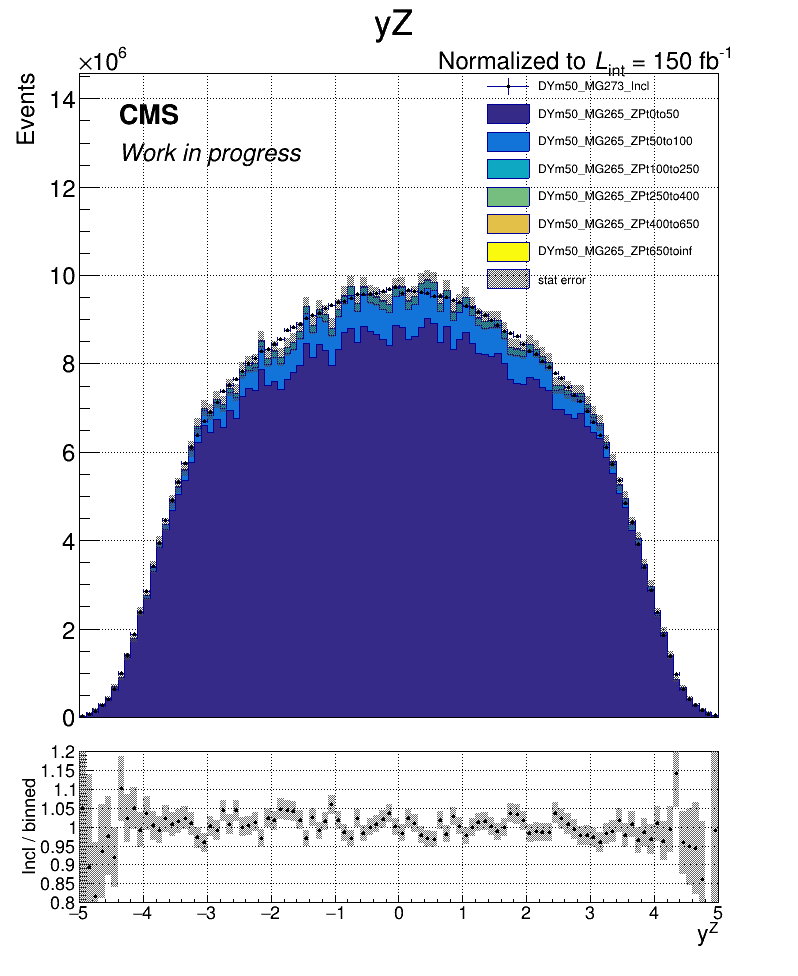 yZ
×10⁶
Normalized to Lint = 150 fb⁻¹
Events
14
12
10
8
6
4
2
0
CMS
Work in progress
DYm50_MG273_Incl
DYm50_MG265_ZPt0to50
DYm50_MG265_ZPt50to100
DYm50_MG265_ZPt100to250
DYm50_MG265_ZPt250to400
DYm50_MG265_ZPt400to650
DYm50_MG265_ZPt650toinf
stat error
Incl / binned
1.2
1.15
1.1
1.05
1
0.95
0.9
0.85
0.8
−5 −4 −3 −2 −1 0 1 2 3 4 5
yᶻ